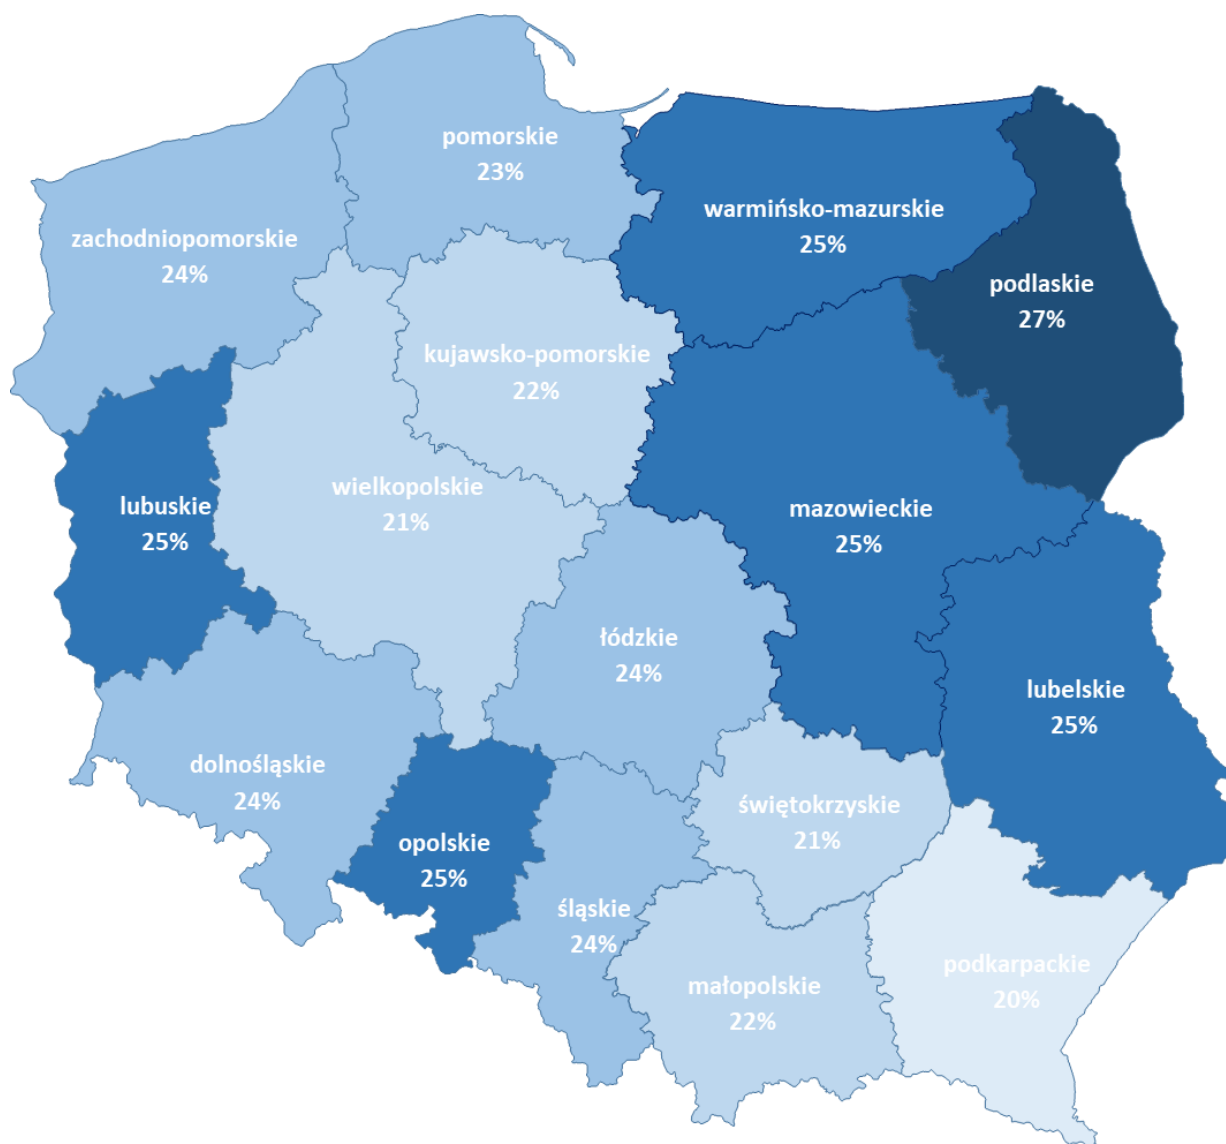 pomorskie
23%
warmińsko-mazurskie
25%
zachodniopomorskie
24%
podlaskie
27%
kujawsko-pomorskie
22%
wielkopolskie
21%
lubuskie
25%
mazowieckie
25%
łódzkie
24%
lubelskie
25%
dolnośląskie
24%
świętokrzyskie
21%
opolskie
25%
śląskie
24%
podkarpackie
20%
małopolskie
22%